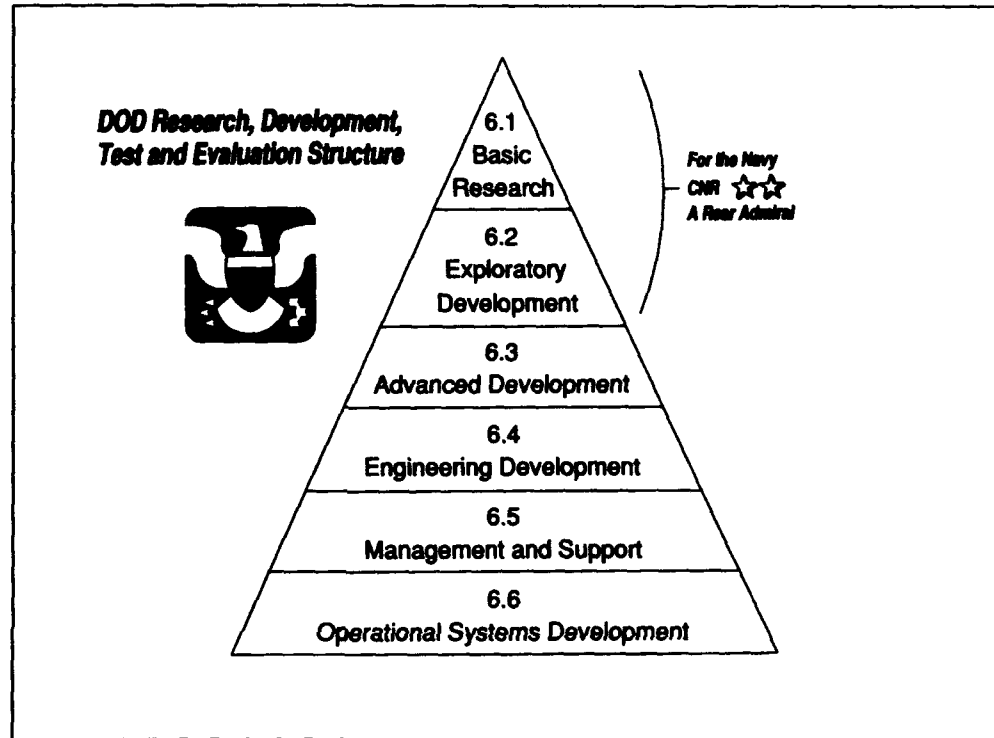 DOD Research, Development,
Test and Evaluation Structure
6.1
Basic
Research
For the Navy
CNR
A Rear Admiral
6.2
Exploratory
Development
6.3
Advanced Development
6.4
Engineering Development
6.5
Management and Support
6.6
Operational Systems Development